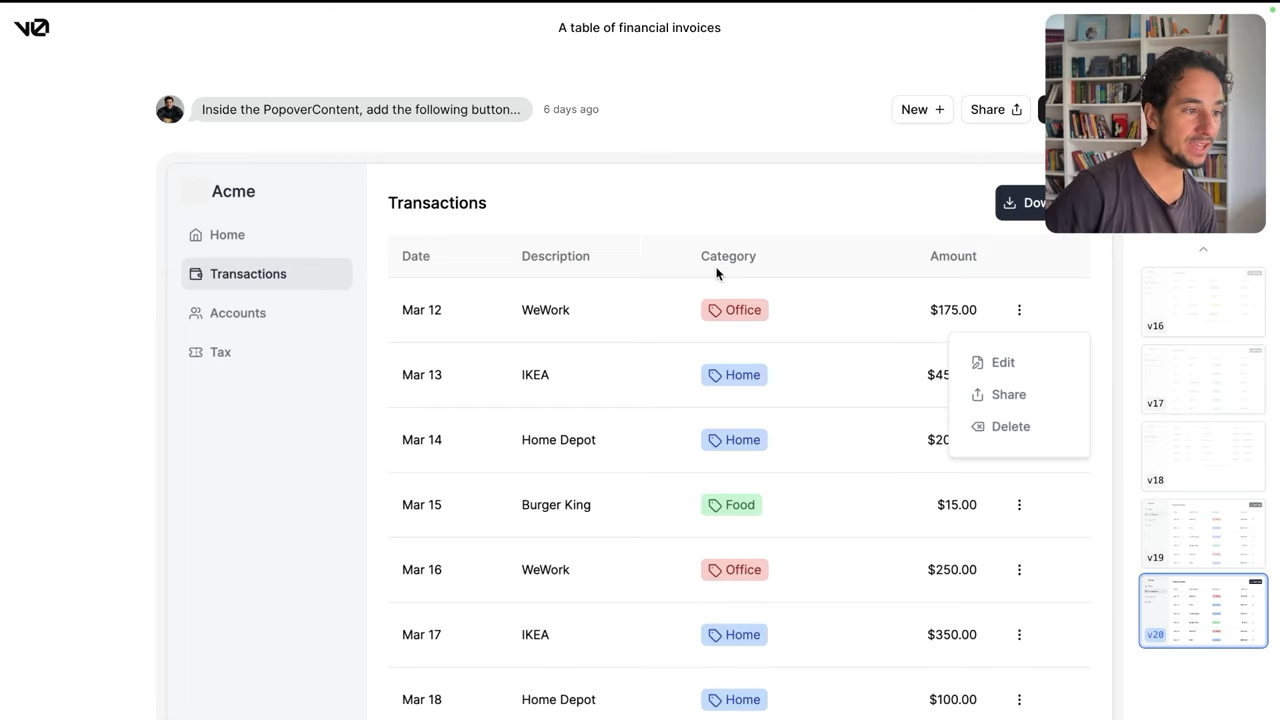 v0
A table of financial invoices
Inside the PopoverContent, add the following button...
6 days ago
New +
Share
Acme
Home
Transactions
Accounts
Tax
Transactions
Date Description Category Amount
Mar 12 WeWork Office $175.00
Edit
Share
Delete
Mar 13 IKEA Home
Mar 14 Home Depot Home
Mar 15 Burger King Food $15.00
Mar 16 WeWork Office $250.00
Mar 17 IKEA Home $350.00
Mar 18 Home Depot Home $100.00
v16
v17
v18
v19
v20